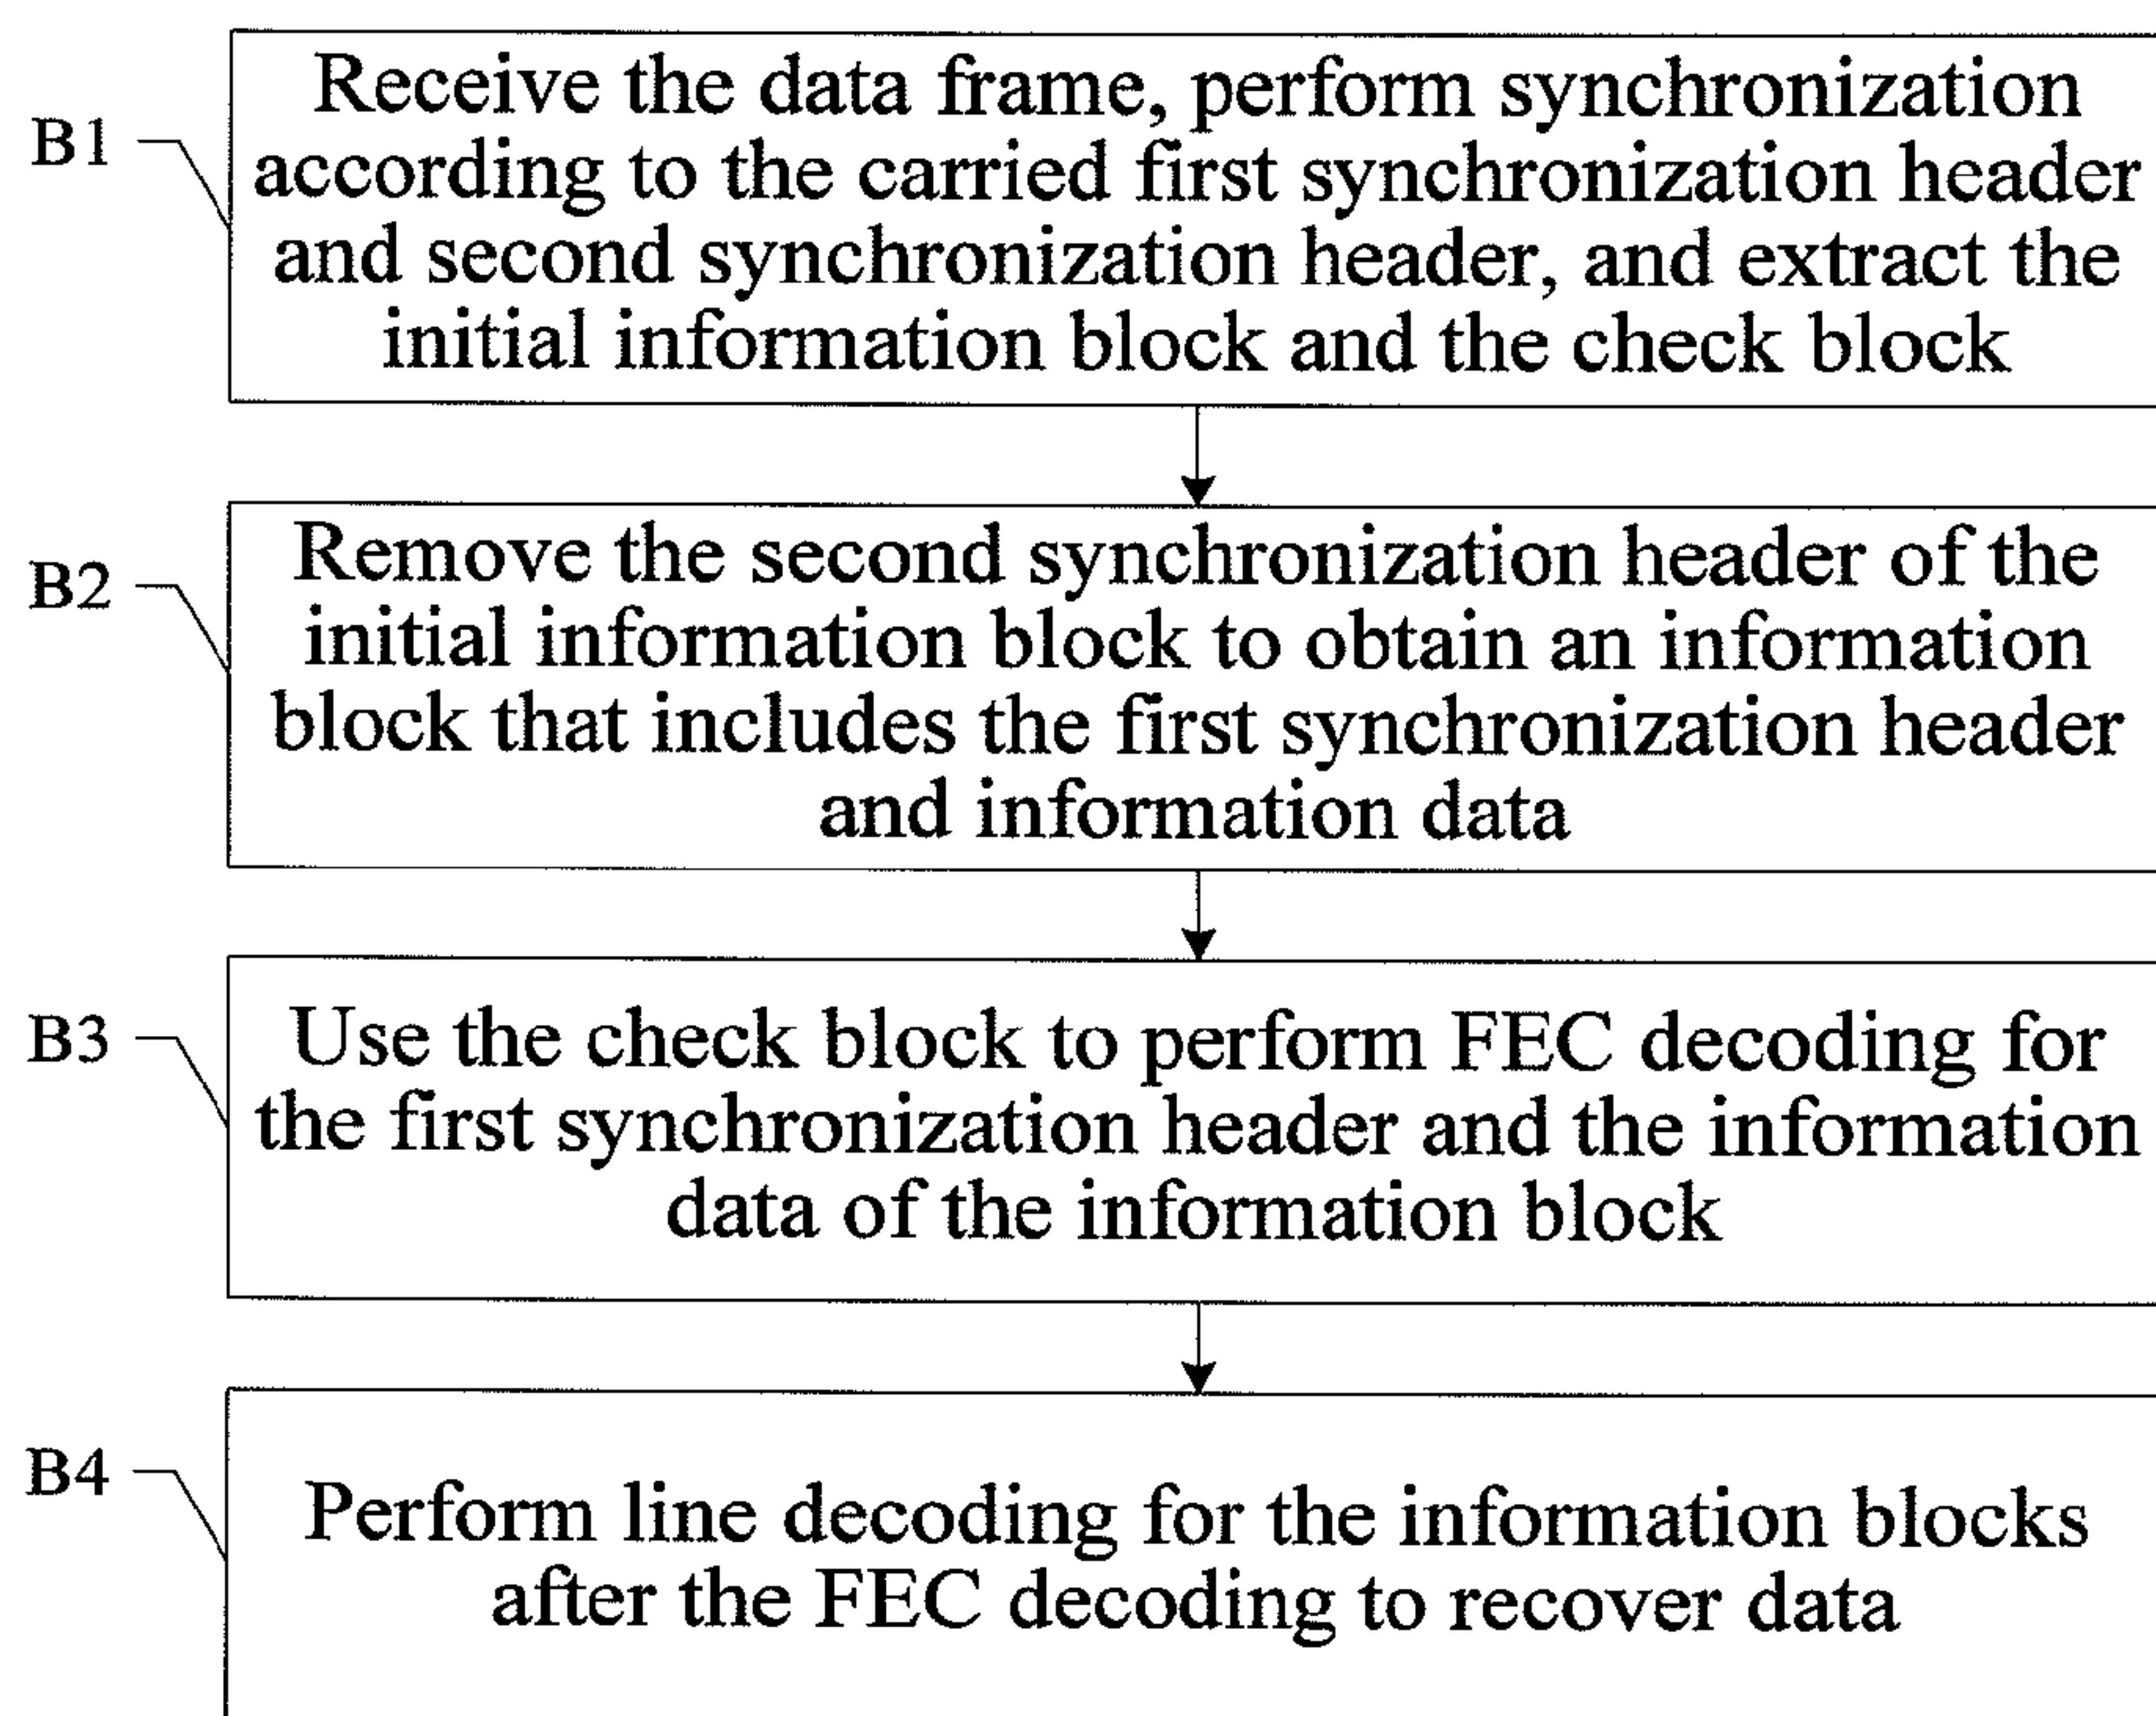 B1
Receive the data frame, perform synchronization
according to the carried first synchronization header
and second synchronization header, and extract the
initial information block and the check block
B2
Remove the second synchronization header of the
initial information block to obtain an information
block that includes the first synchronization header
and information data
B3
Use the check block to perform FEC decoding for
the first synchronization header and the information
data of the information block
B4
Perform line decoding for the information blocks
after the FEC decoding to recover data